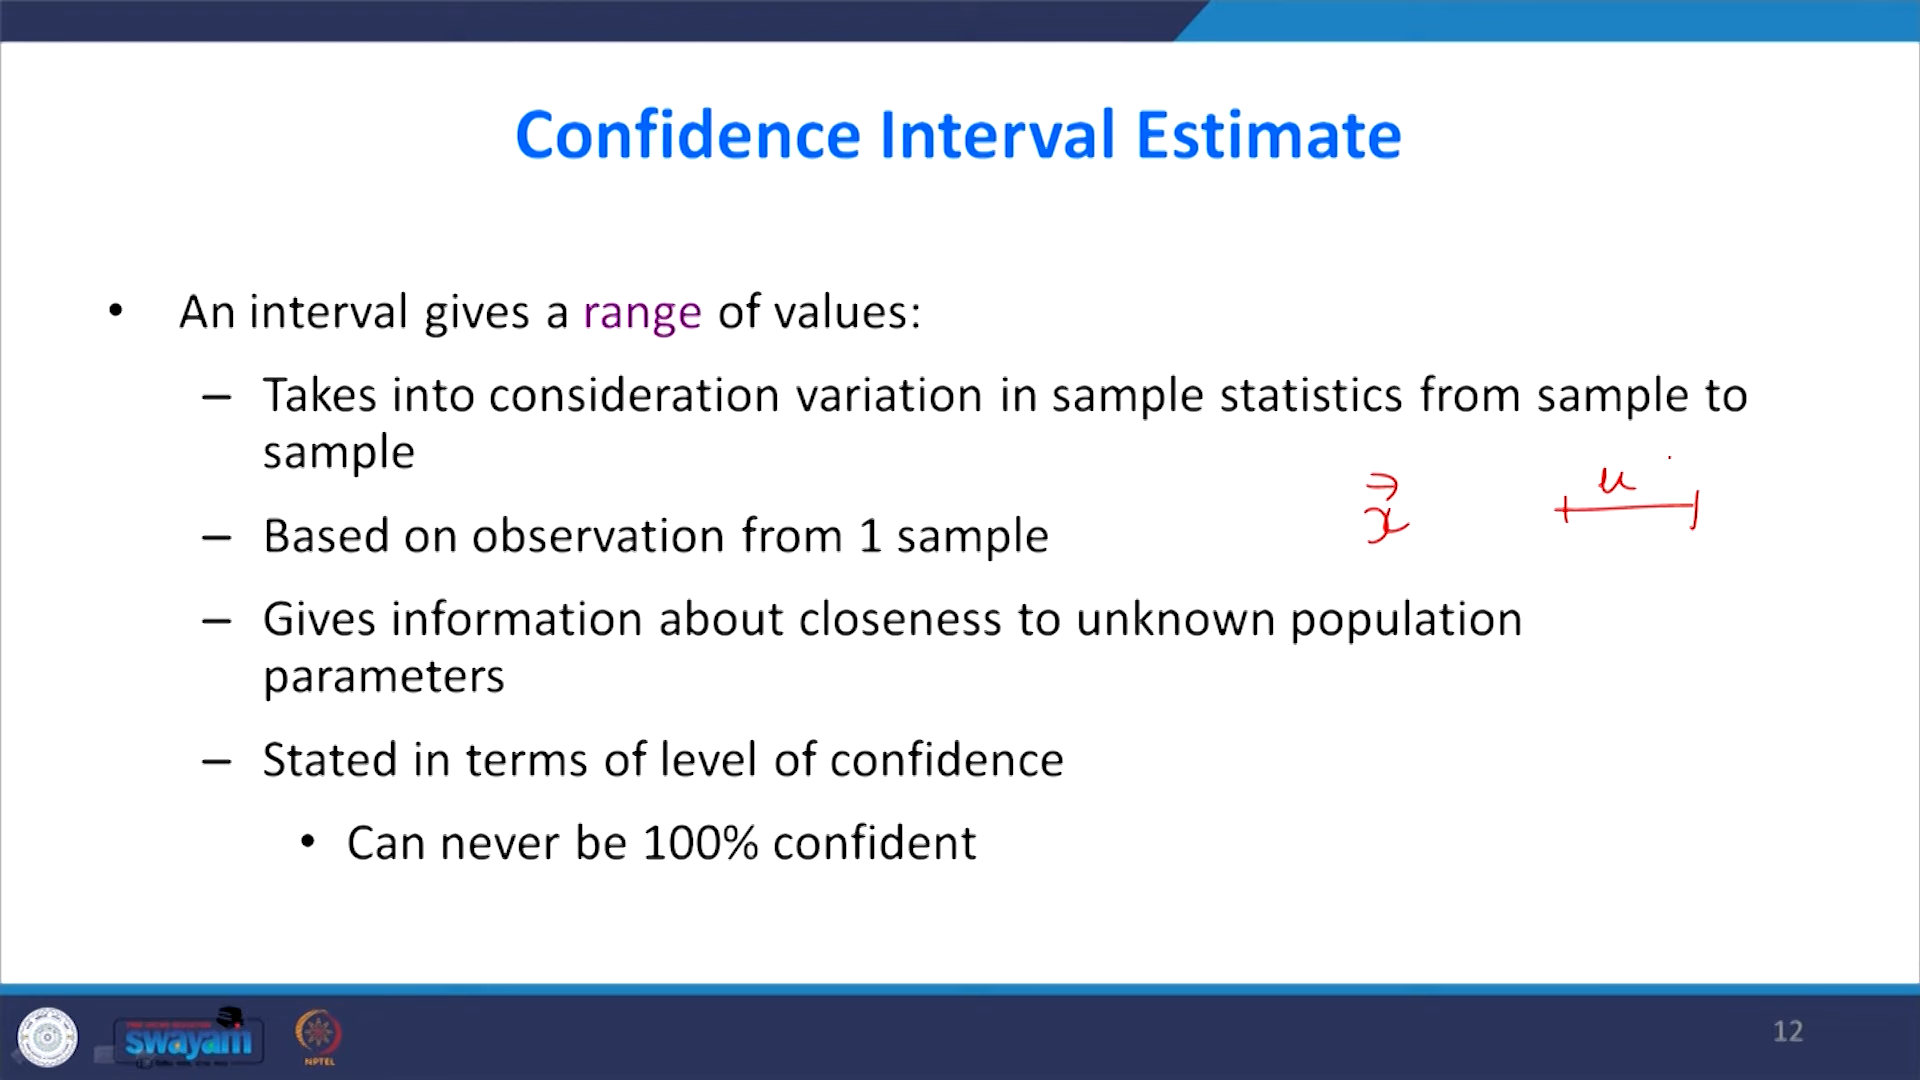 Confidence Interval Estimate
• An interval gives a range of values:
– Takes into consideration variation in sample statistics from sample to
sample
x̄
u
– Based on observation from 1 sample
– Gives information about closeness to unknown population
parameters
– Stated in terms of level of confidence
• Can never be 100% confident
swayam
NPTEL
12